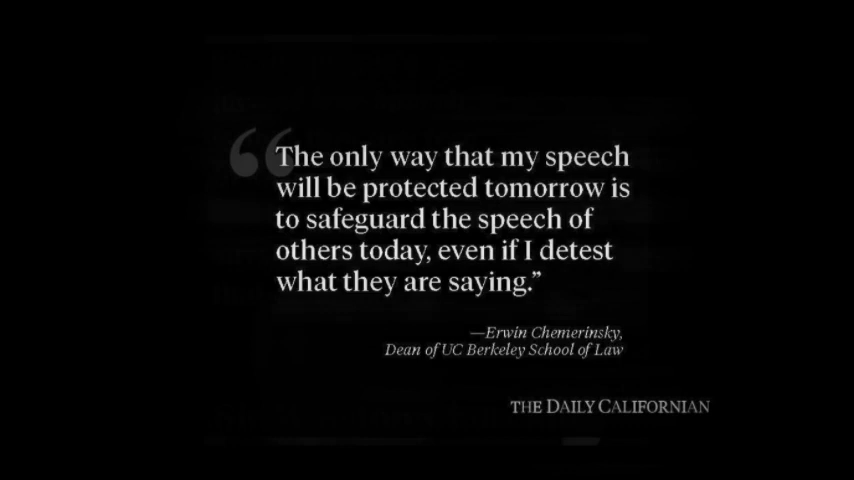 “The only way that my speech
will be protected tomorrow is
to safeguard the speech of
others today, even if I detest
what they are saying.”
—Erwin Chemerinsky,
Dean of UC Berkeley School of Law
THE DAILY CALIFORNIAN